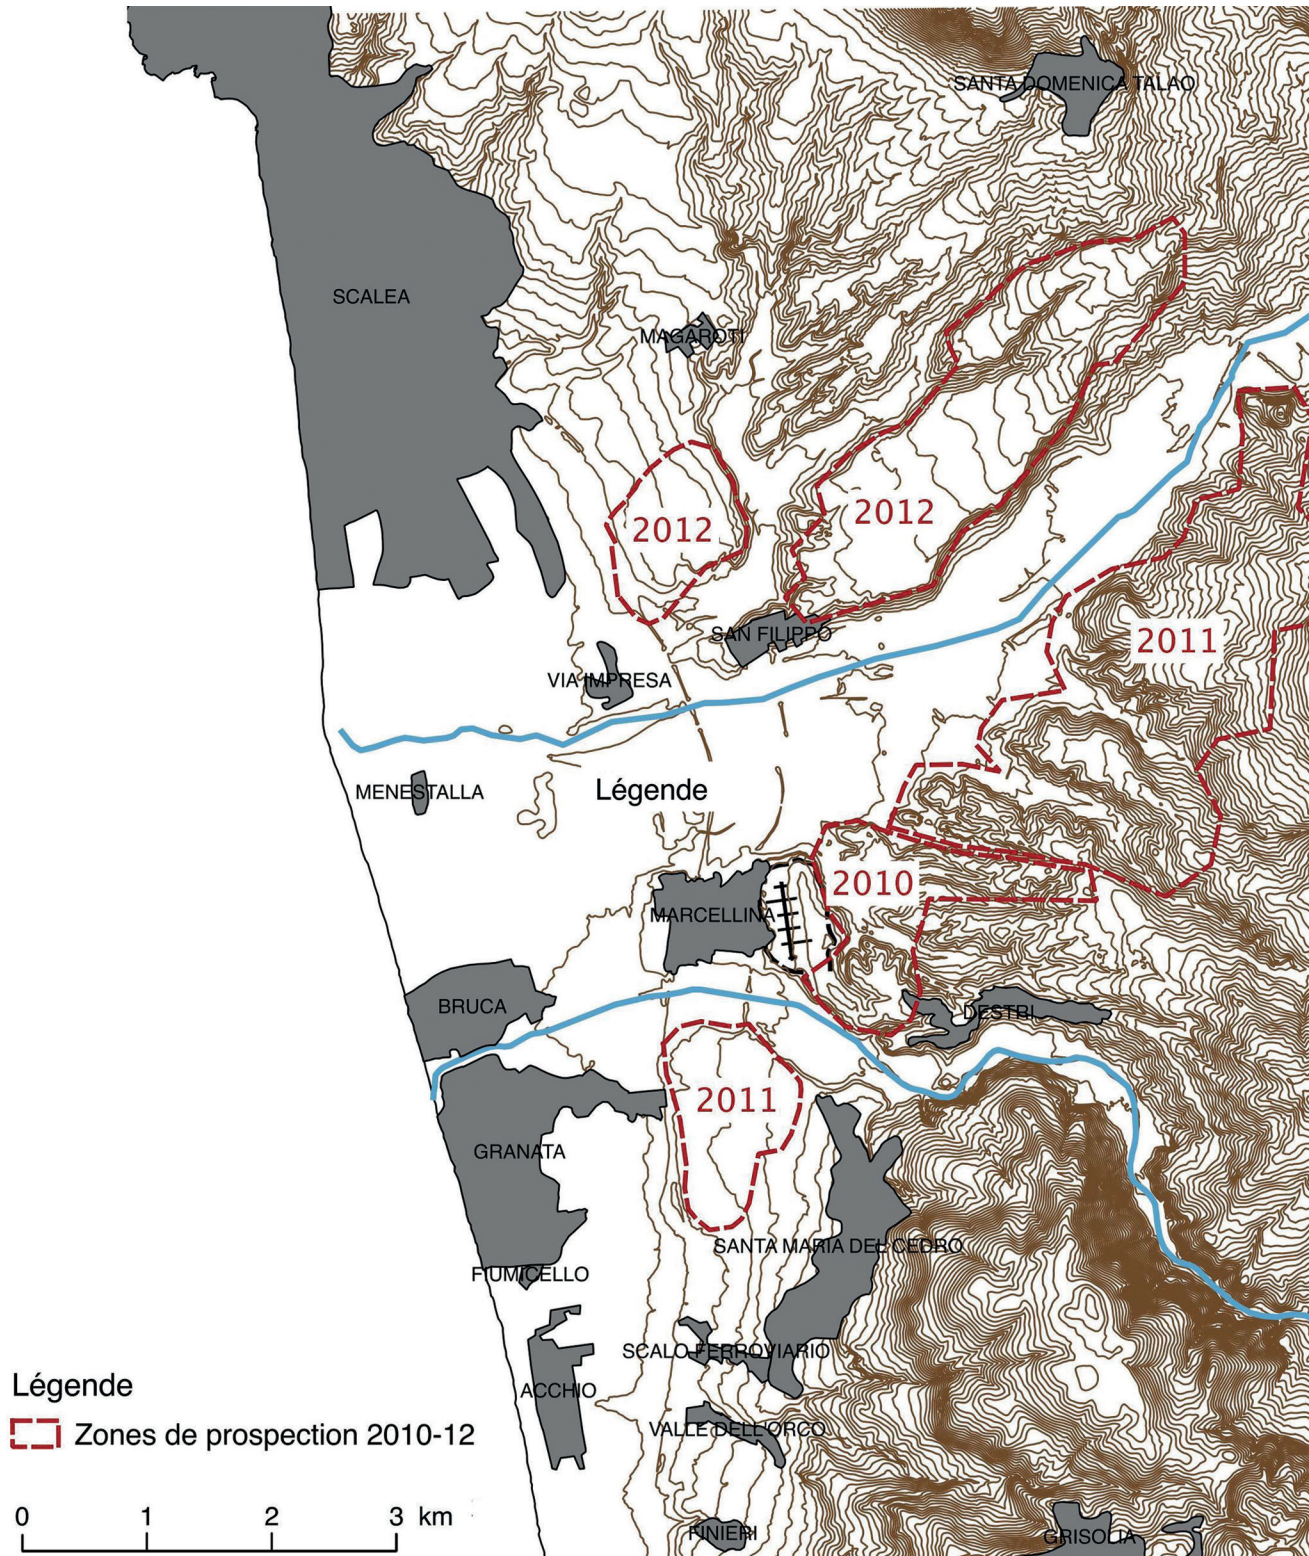 SANTA DOMENICA TALAO
SCALEA
MAGAROTI
2012
2012
SAN FILIPPO
2011
VIA IMPRESA
MENESTALLA
Légende
2010
MARCELLINA
BRUCA
DESTRI
2011
GRANATA
SANTA MARIA DEL CEDRO
FIUMICELLO
SCALO FERROVIARIO
Légende
ACCHIO
Zones de prospection 2010-12
VALLE DELL'ORCO
0 1 2 3 km
FINIERI
GRISOLIA